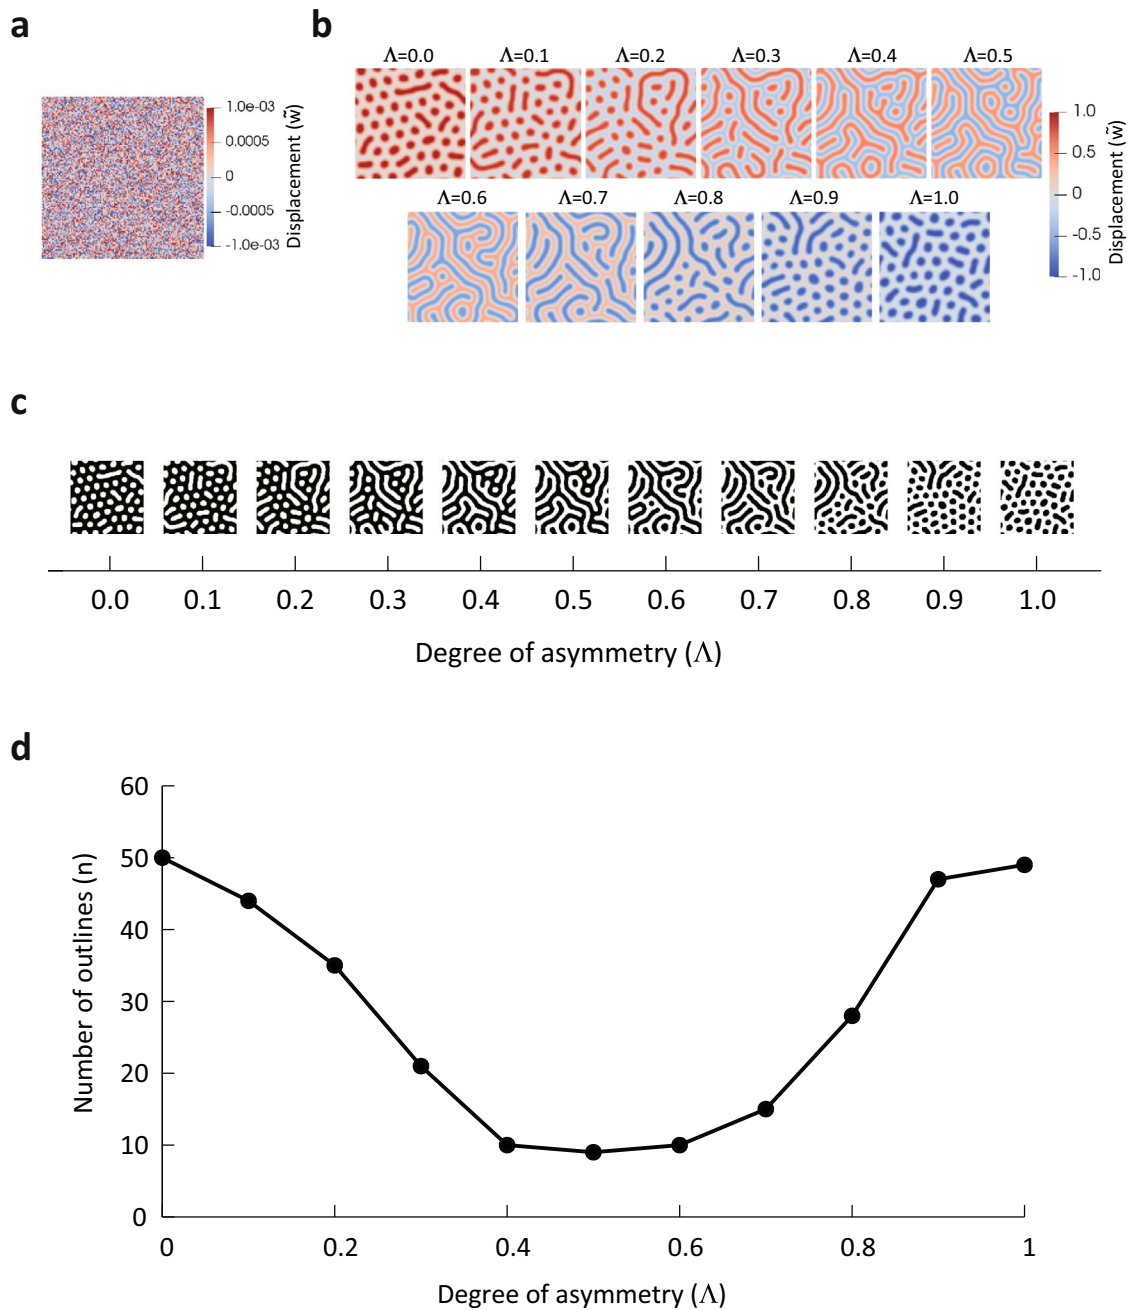 a
1.0e-03
0.0005
0
-0.0005
-1.0e-03
Displacement (w̃)
b
Λ=0.0 Λ=0.1 Λ=0.2 Λ=0.3 Λ=0.4 Λ=0.5
Λ=0.6 Λ=0.7 Λ=0.8 Λ=0.9 Λ=1.0
1.0
0.5
0
-0.5
-1.0
Displacement (w̃)
c
0.0 0.1 0.2 0.3 0.4 0.5 0.6 0.7 0.8 0.9 1.0
Degree of asymmetry (Λ)
d
Number of outlines (n)
60
50
40
30
20
10
0
0 0.2 0.4 0.6 0.8 1
Degree of asymmetry (Λ)